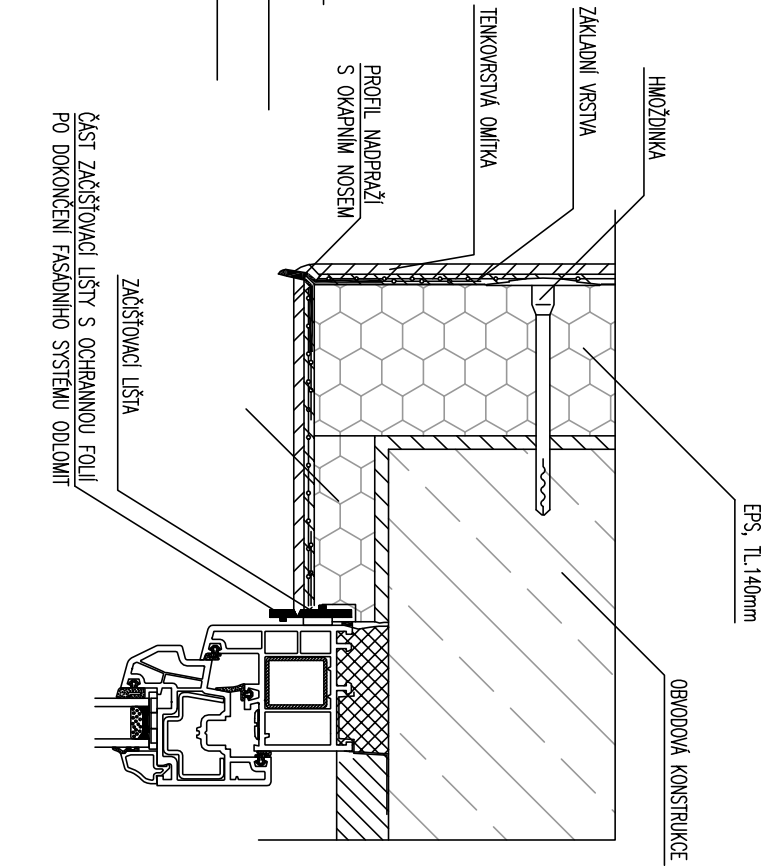 HMOŽDINKA
ZÁKLADNÍ VRSTVA
TENKOVRSTVÁ OMÍTKA
PROFIL NADPRAŽÍ
S OKAPNÍM NOSEM
ZAČIŠŤOVACÍ LIŠTA
ČÁST ZAČIŠŤOVACÍ LIŠTY S OCHRANNOU FOLIÍ
PO DOKONČENÍ FASÁDNÍHO SYSTÉMU ODLOMIT
EPS, TL.140mm
OBVODOVÁ KONSTRUKCE